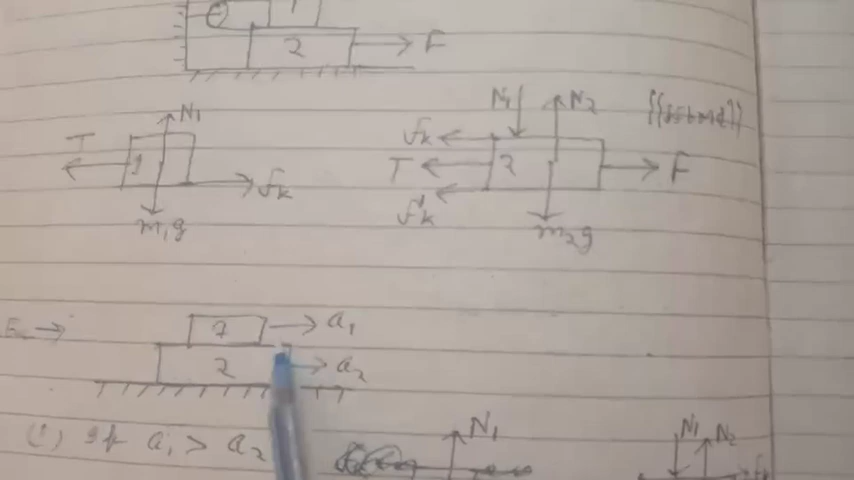 1
2 F
N₁ N₁ N₂
T 1 fₖ fₖ T 2 F
f'ₖ
m₁g m₂g
a₁
2 a₂
(i) If a₁ > a₂ N₁ N₁ N₂